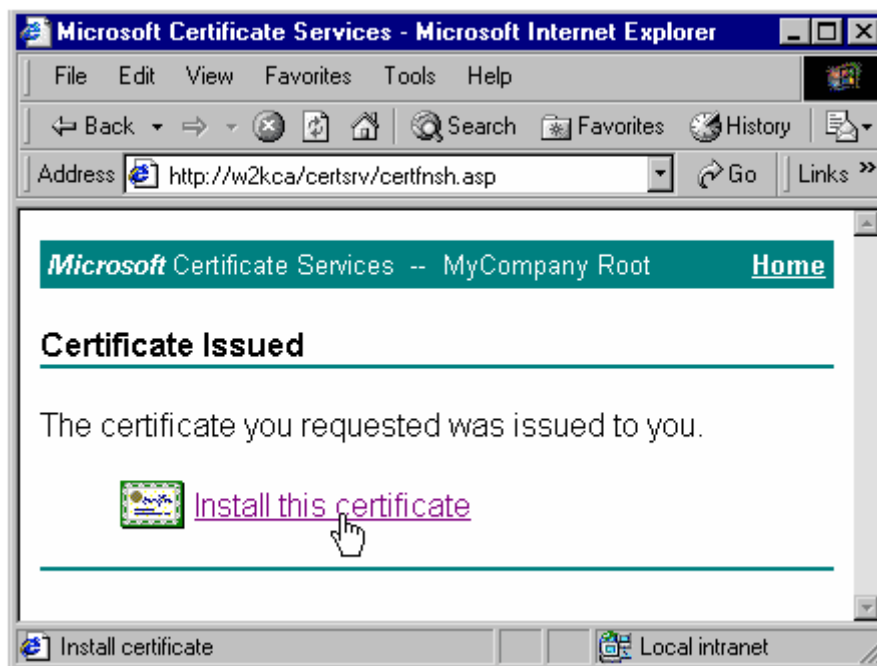 Microsoft Certificate Services - Microsoft Internet Explorer
File Edit View Favorites Tools Help
Back Search Favorites History
Address http://w2kca/certsrv/certfnsh.asp Go Links »
Microsoft Certificate Services -- MyCompany Root Home
Certificate Issued
The certificate you requested was issued to you.
Install this certificate
Install certificate Local intranet